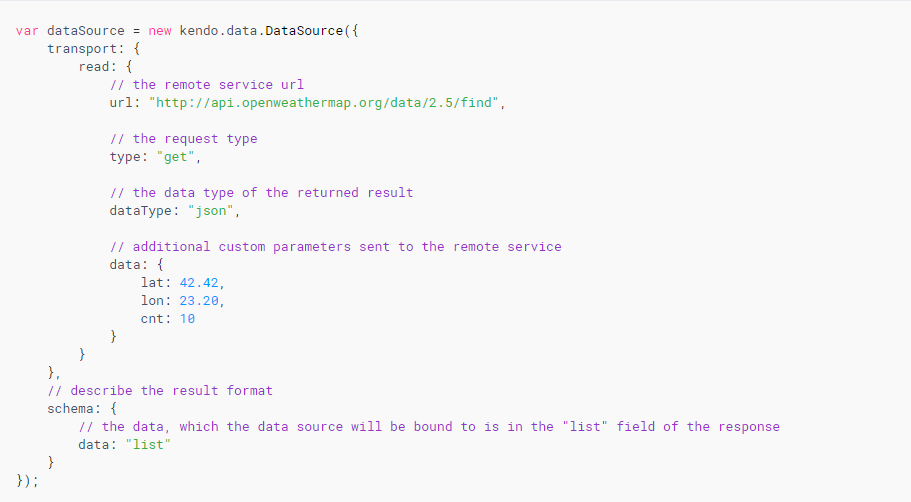 var dataSource = new kendo.data.DataSource({
    transport: {
        read: {
            // the remote service url
            url: "http://api.openweathermap.org/data/2.5/find",

            // the request type
            type: "get",

            // the data type of the returned result
            dataType: "json",

            // additional custom parameters sent to the remote service
            data: {
                lat: 42.42,
                lon: 23.20,
                cnt: 10
            }
        }
    },
    // describe the result format
    schema: {
        // the data, which the data source will be bound to is in the "list" field of the response
        data: "list"
    }
});